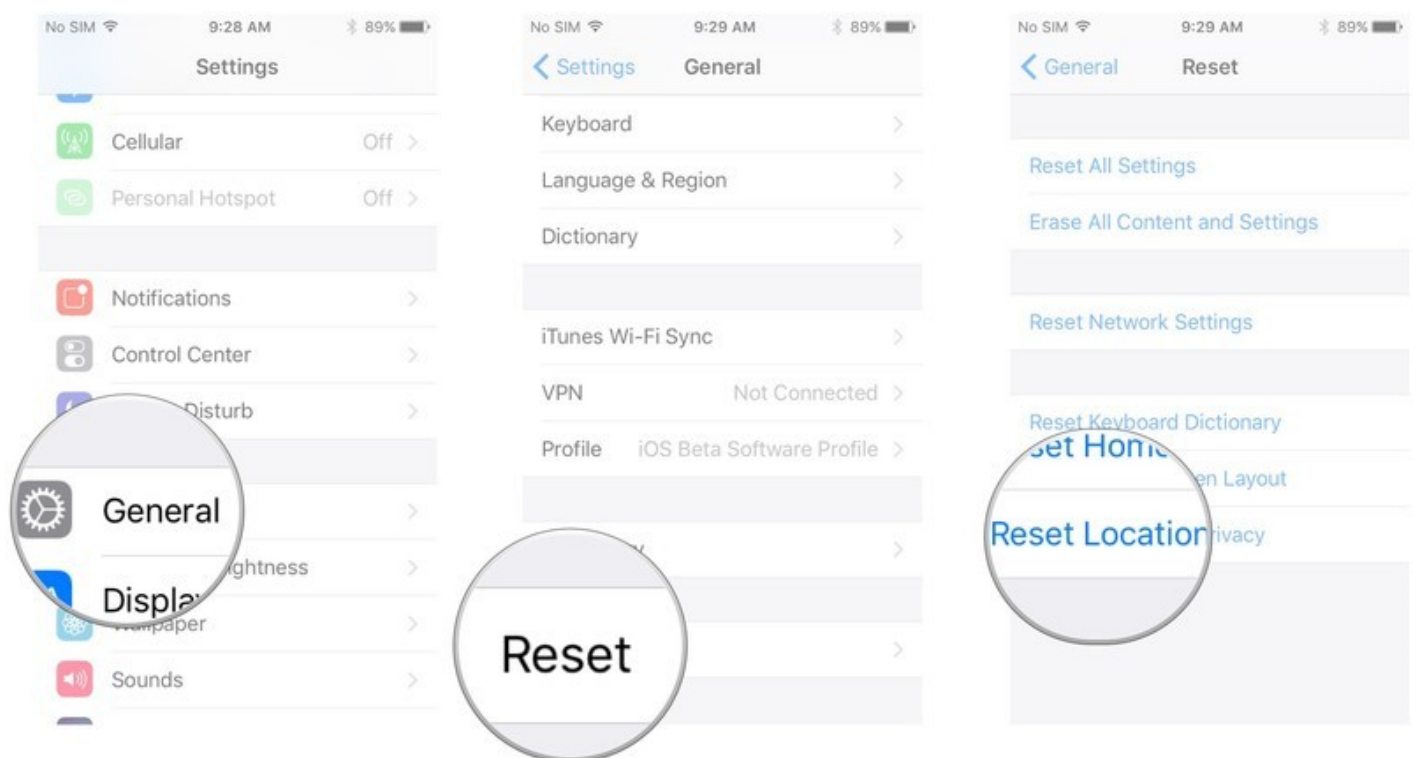 No SIM 9:28 AM 89%
Settings
Cellular Off
Personal Hotspot Off
Notifications
Control Center
Disturb
General
Display
ightness
Wallpaper
Sounds
No SIM 9:29 AM 89%
Settings General
Keyboard
Language & Region
Dictionary
iTunes Wi-Fi Sync
VPN Not Connected
Profile iOS Beta Software Profile
Reset
No SIM 9:29 AM 89%
General Reset
Reset All Settings
Erase All Content and Settings
Reset Network Settings
Reset Keyboard Dictionary
set Home
en Layout
Reset Location
rivacy